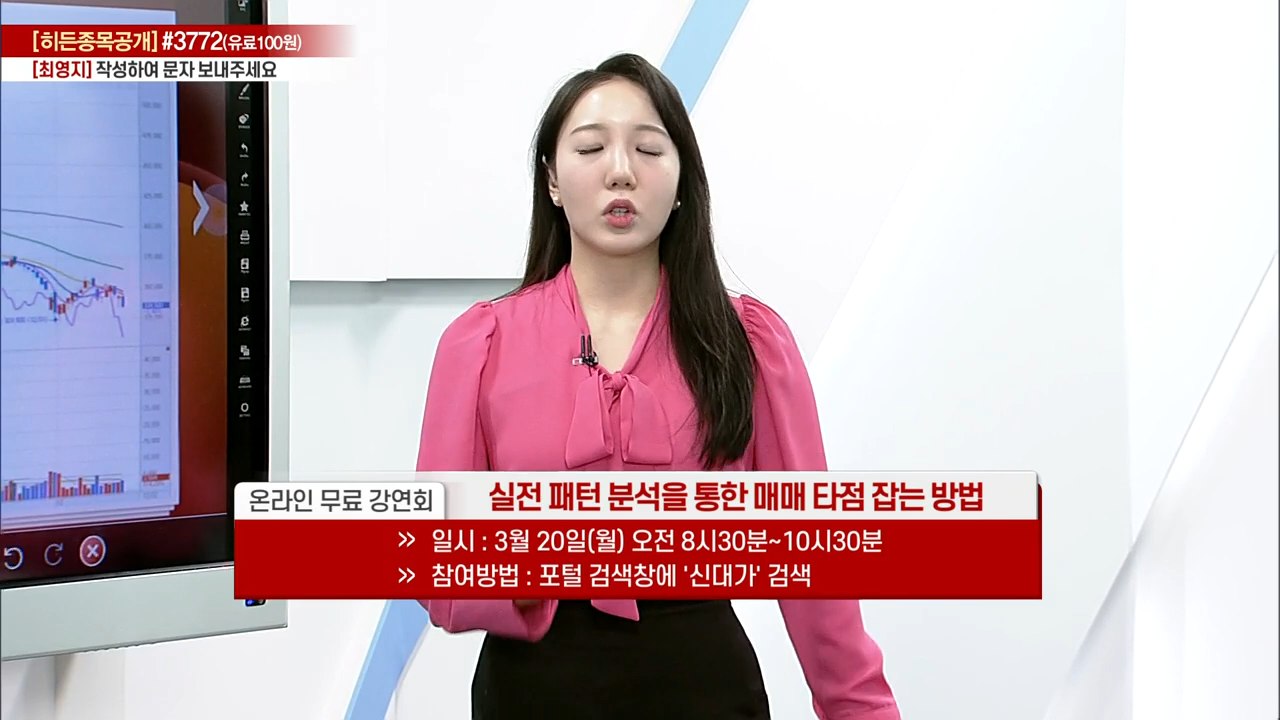 [히든종목공개] #3772(유료100원)
[최영지] 작성하여 문자 보내주세요
온라인 무료 강연회
실전 패턴 분석을 통한 매매 타점 잡는 방법
» 일시 : 3월 20일(월) 오전 8시30분~10시30분
» 참여방법 : 포털 검색창에 '신대가' 검색